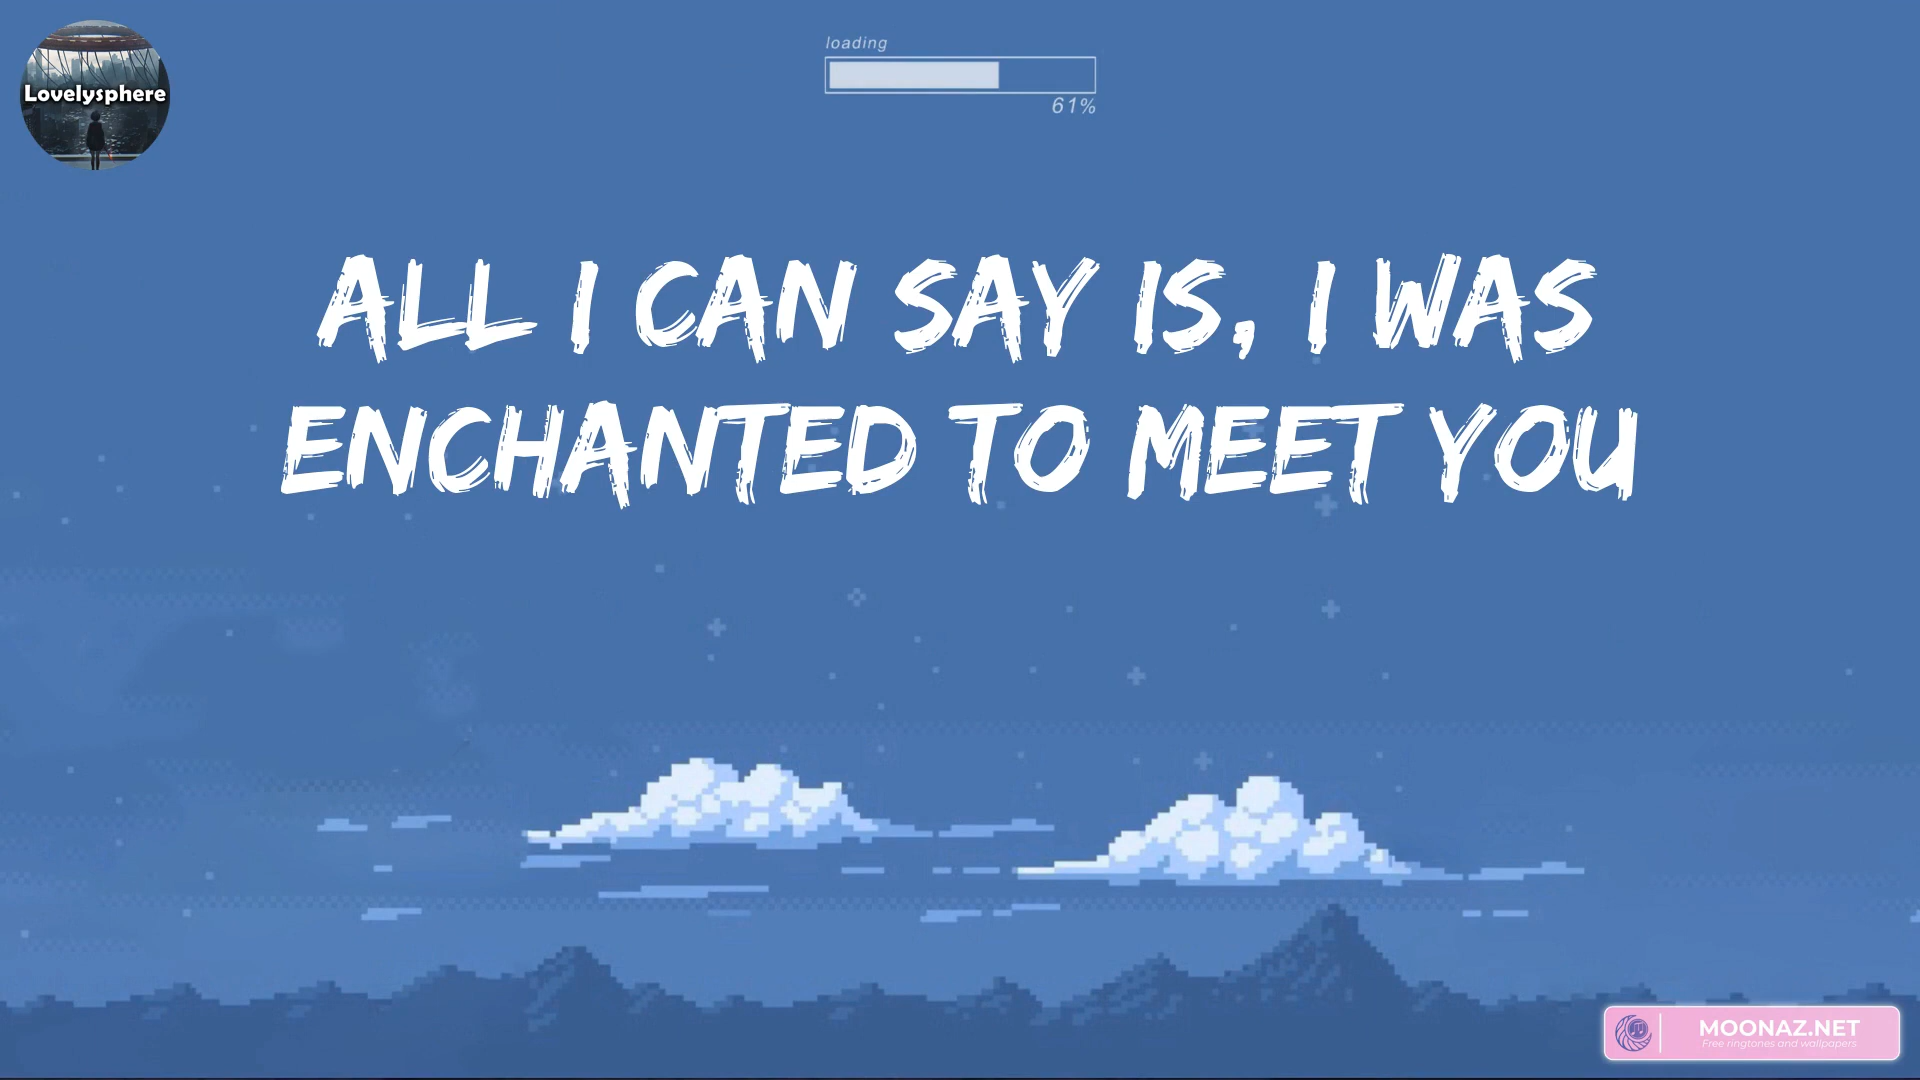 Lovelysphere
loading
61%
ALL I CAN SAY IS, I WAS
ENCHANTED TO MEET YOU
MOONAZ.NET
Free ringtones and wallpapers